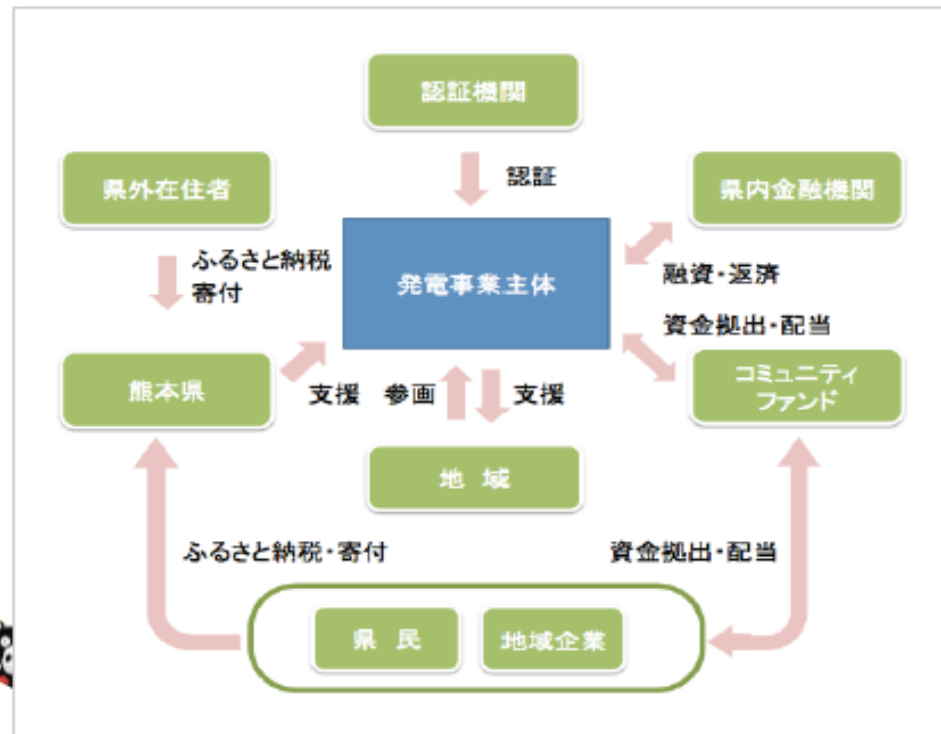 認証機関
認証
県外在住者
県内金融機関
ふるさと納税
寄付
発電事業主体
融資・返済
資金拠出・配当
熊本県
支援
参画
支援
コミュニティ
ファンド
地 域
ふるさと納税・寄付
資金拠出・配当
県 民
地域企業